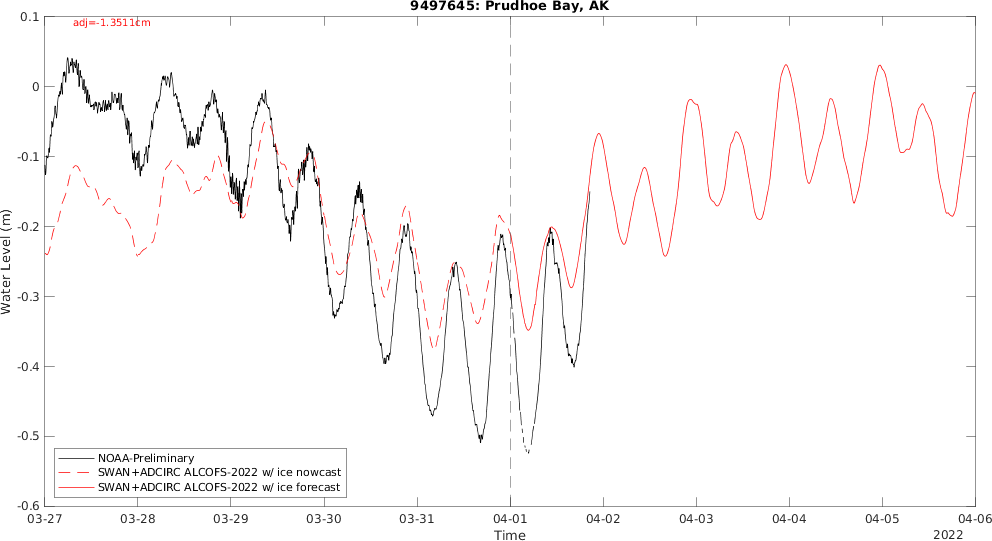 9497645: Prudhoe Bay, AK
adj=-1.3511cm
0.1
0
-0.1
-0.2
-0.3
-0.4
-0.5
-0.6
Water Level (m)
NOAA-Preliminary
SWAN+ADCIRC ALCOFS-2022 w/ ice nowcast
SWAN+ADCIRC ALCOFS-2022 w/ ice forecast
03-27 03-28 03-29 03-30 03-31 04-01 04-02 04-03 04-04 04-05 04-06
Time
2022